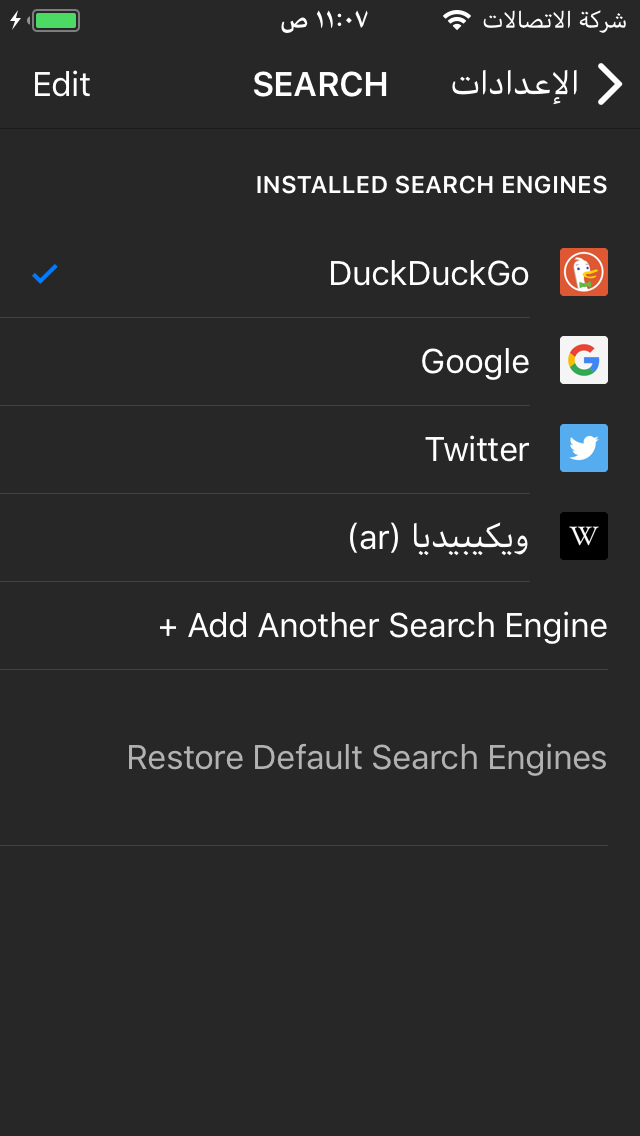 شركة الاتصالات ١١:٠٧ ص
الإعدادات SEARCH Edit
INSTALLED SEARCH ENGINES
DuckDuckGo
Google
Twitter
ويكيبيديا (ar)
+ Add Another Search Engine
Restore Default Search Engines